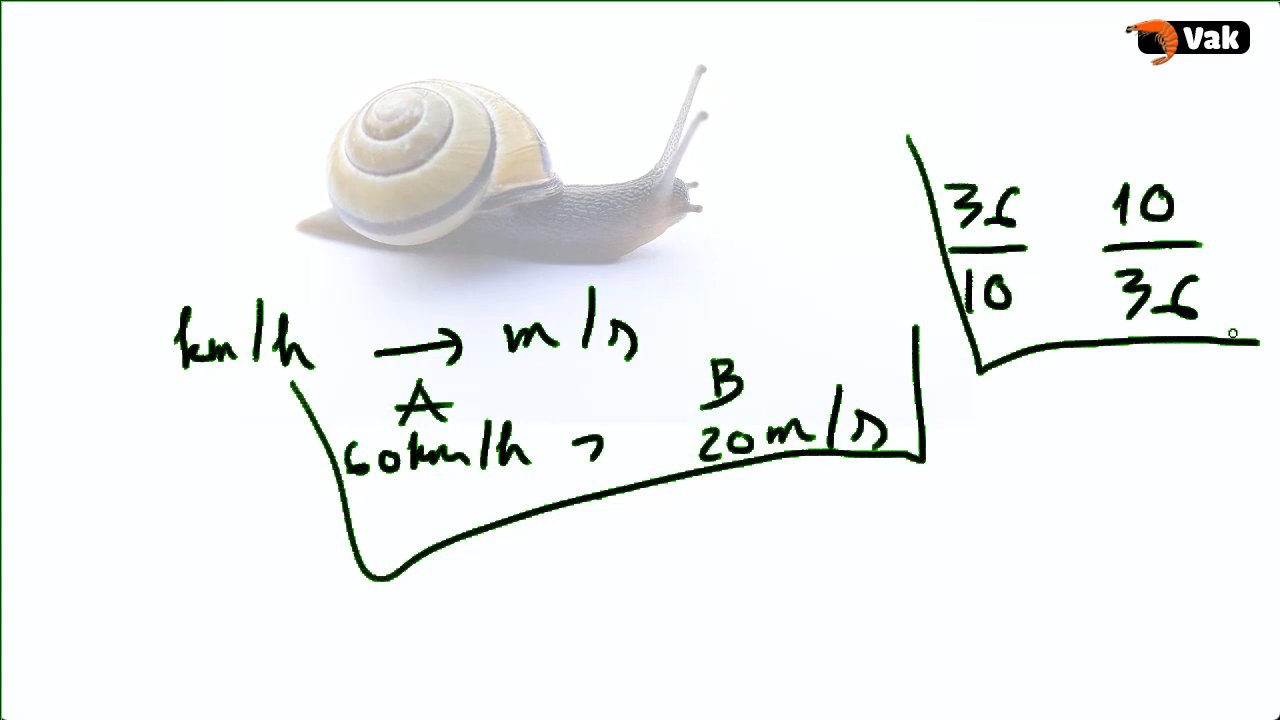 Vak
36 10
10 36
km/h → m/s
A B
60km/h , 20m/s